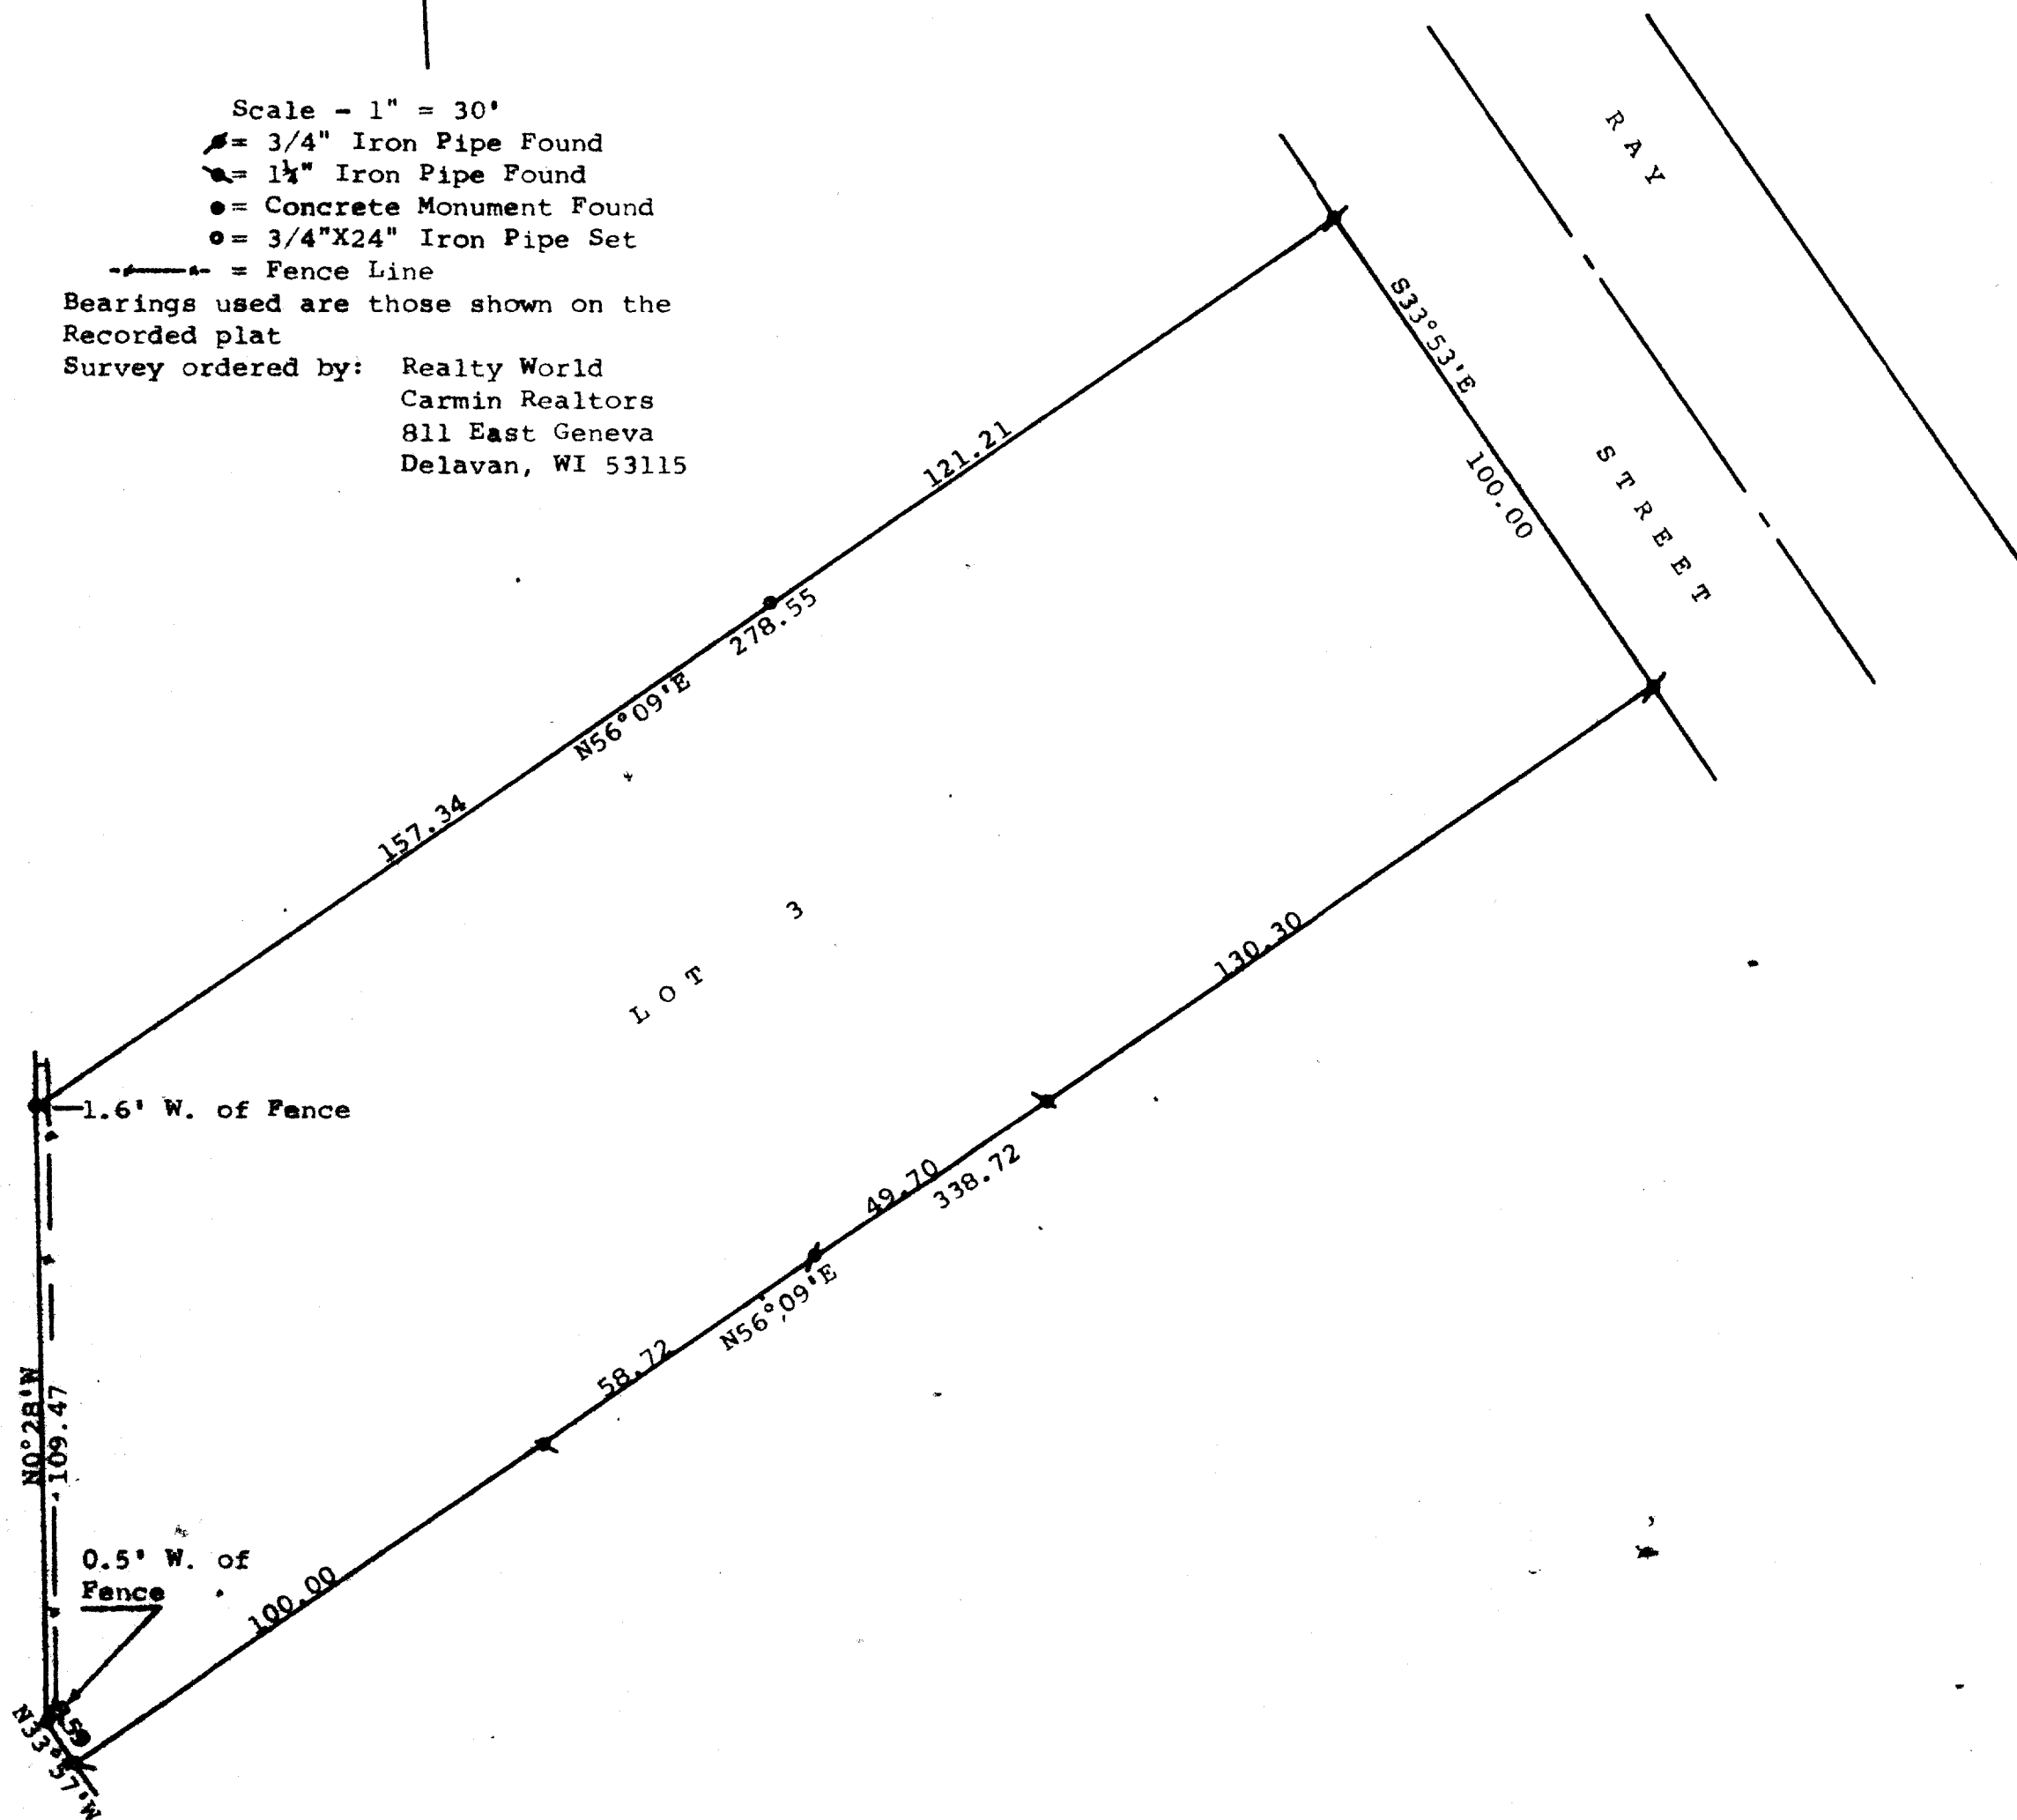 Scale - 1" = 30'
= 3/4" Iron Pipe Found
= 1¼" Iron Pipe Found
= Concrete Monument Found
= 3/4"X24" Iron Pipe Set
= Fence Line
Bearings used are those shown on the
Recorded plat
Survey ordered by: Realty World
Carmin Realtors
811 East Geneva
Delavan, WI 53115
RAY
STREET
S33°53'E
100.00
121.21
278.55
N56°09'E
157.34
LOT 3
130.30
49.70
338.72
N56°09'E
58.72
100.00
1.6' W. of Fence
N0°28'W
109.47
0.5' W. of
Fence
N33°57'W